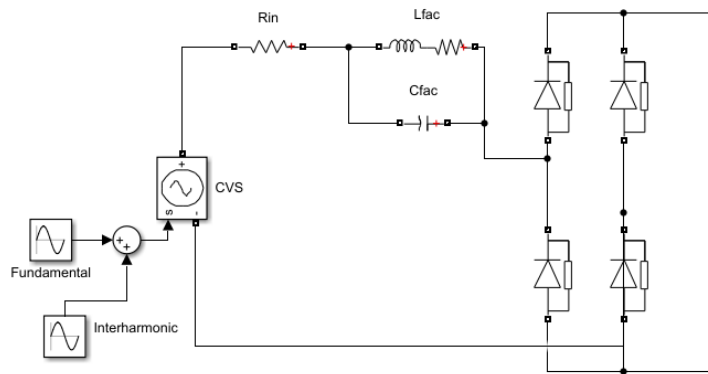 Rin
Lfac
Cfac
CVS
+
s
-
Fundamental
+
+
Interharmonic